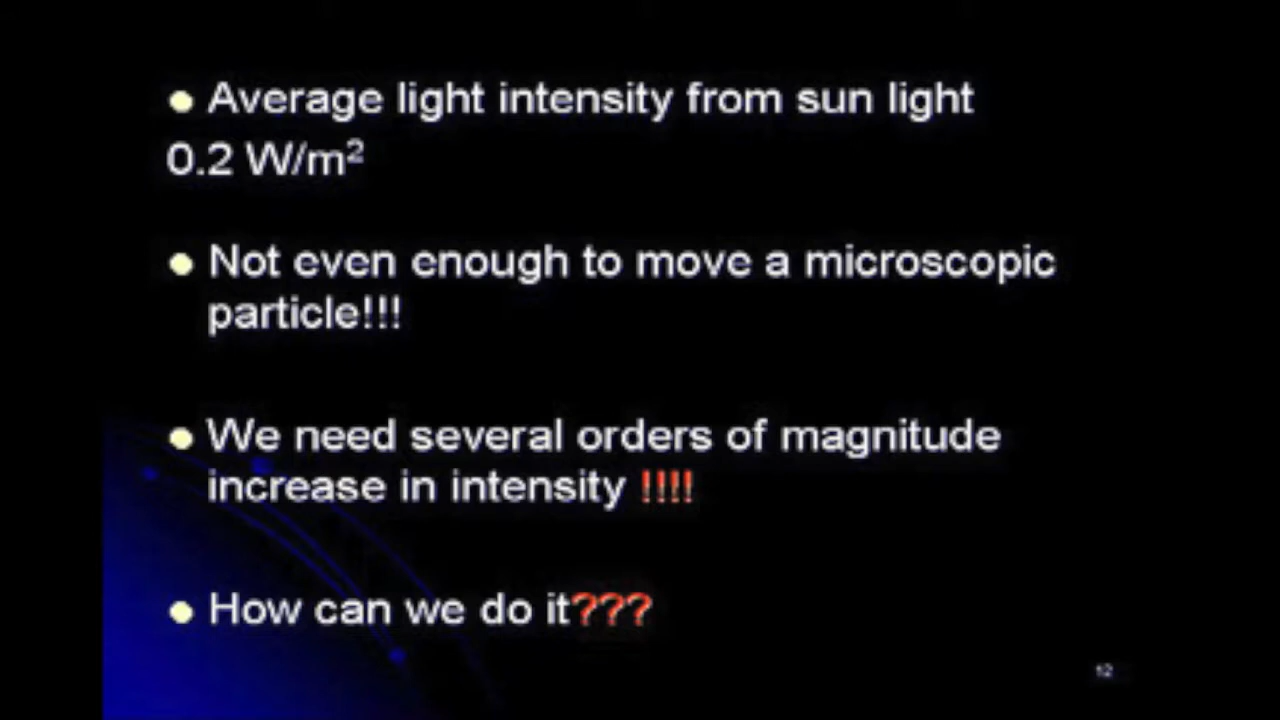 • Average light intensity from sun light
0.2 W/m²
• Not even enough to move a microscopic
particle!!!
• We need several orders of magnitude
increase in intensity !!!!
• How can we do it???
12